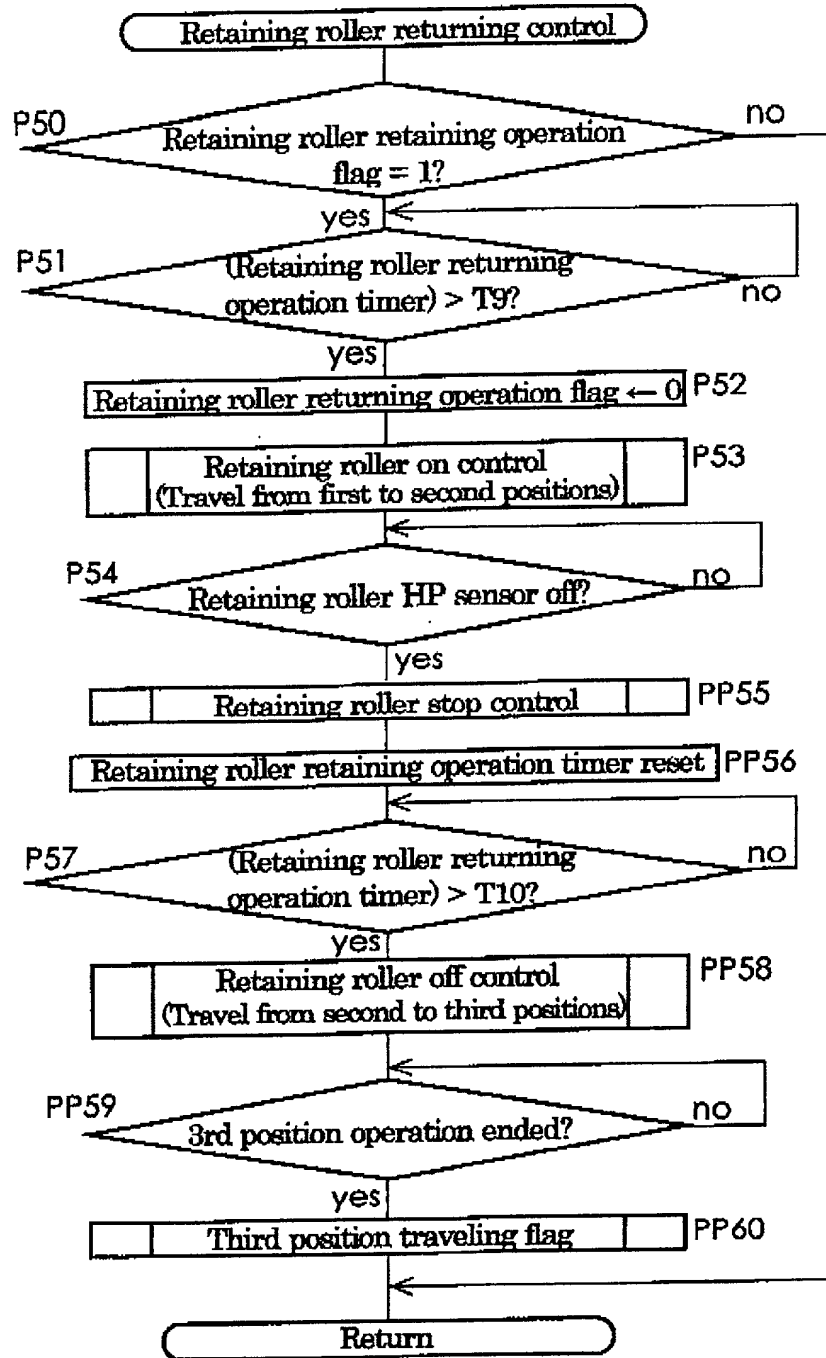 Retaining roller returning control
P50
no
Retaining roller retaining operation
flag = 1?
yes
P51
(Retaining roller returning
operation timer) > T9?
no
yes
Retaining roller returning operation flag ← 0
P52
Retaining roller on control
(Travel from first to second positions)
P53
P54
Retaining roller HP sensor off?
no
yes
Retaining roller stop control
PP55
Retaining roller retaining operation timer reset
PP56
P57
(Retaining roller returning
operation timer) > T10?
no
yes
Retaining roller off control
(Travel from second to third positions)
PP58
PP59
3rd position operation ended?
no
yes
Third position traveling flag
PP60
Return